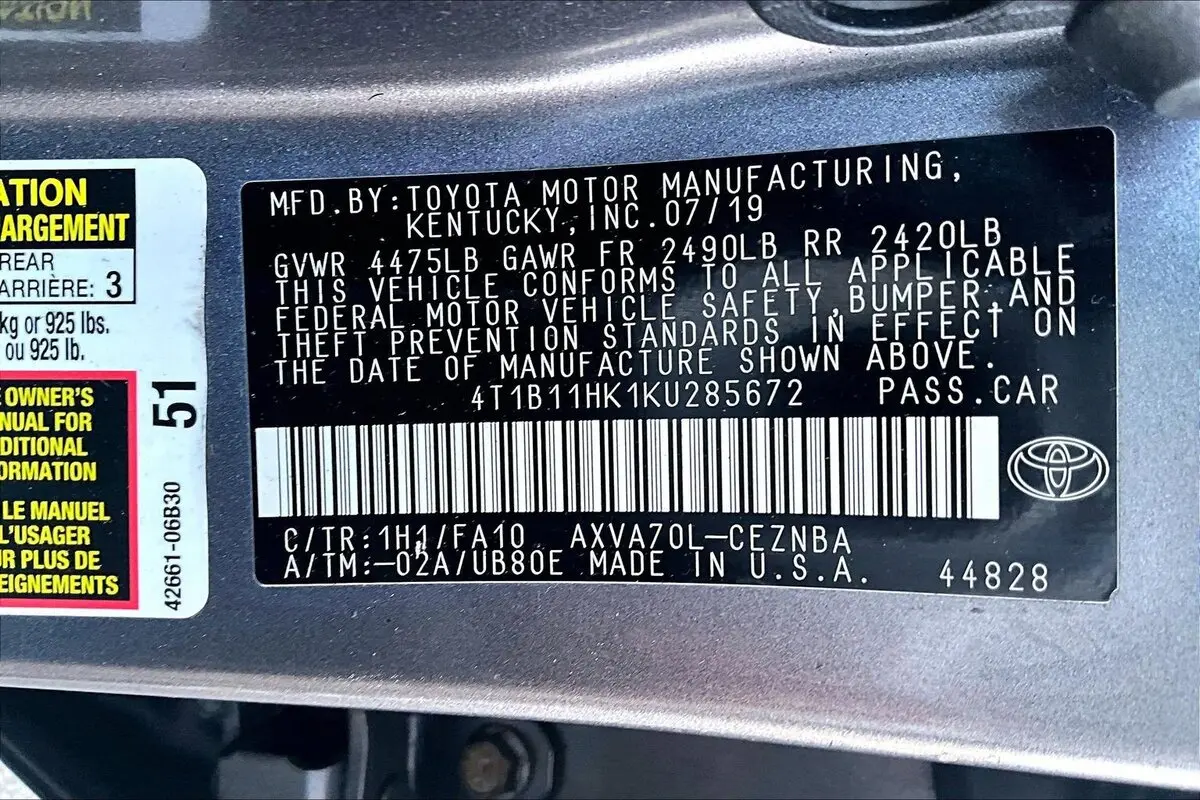 ATION
ARGEMENT
REAR
ARRIÈRE: 3
kg or 925 lbs.
ou 925 lb.
OWNER'S
NUAL FOR
DITIONAL
ORMATION
LE MANUEL
L'USAGER
R PLUS DE
EIGNEMENTS
51
42661-06B30
MFD.BY:TOYOTA MOTOR MANUFACTURING,
KENTUCKY,INC.07/19
GVWR 4475LB GAWR FR 2490LB RR 2420LB
THIS VEHICLE CONFORMS TO ALL APPLICABLE
FEDERAL MOTOR VEHICLE SAFETY,BUMPER,AND
THEFT PREVENTION STANDARDS IN EFFECT ON
THE DATE OF MANUFACTURE SHOWN ABOVE.
4T1B11HK1KU285672 PASS.CAR
C/TR:1H1/FA10 AXVA70L-CEZNBA
A/TM:-02A/UB80E MADE IN U.S.A. 44828